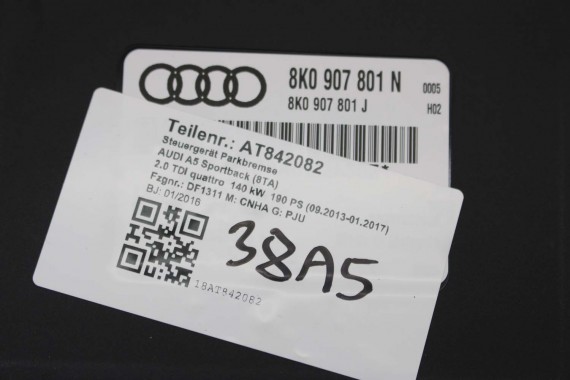 8K0 907 801 N 0005
8K0 907 801 J H02
Teilenr.: AT842082
Steuergerät Parkbremse
AUDI A5 Sportback (8TA)
2.0 TDI quattro 140 kW 190 PS (09.2013-01.2017)
Fzgnr.: DF1311 M: CNHA G: PJU
BJ: 01/2016
38A5
18AT842082